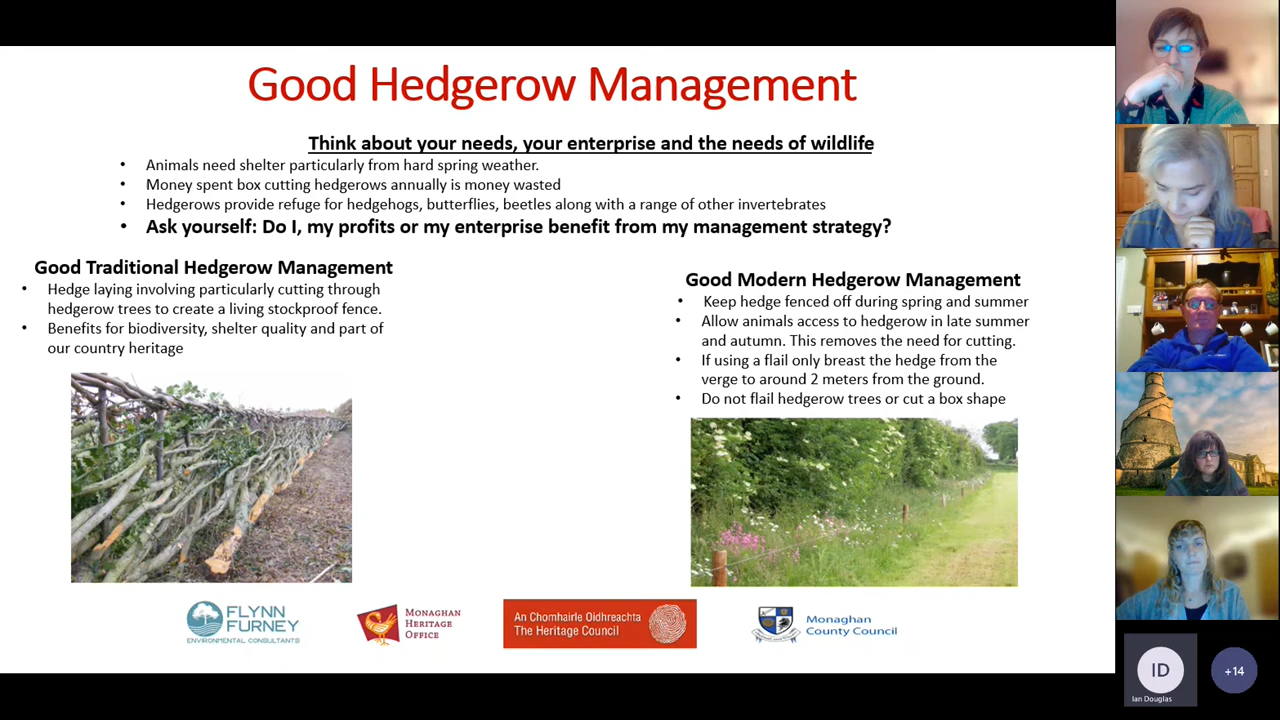 Good Hedgerow Management
Think about your needs, your enterprise and the needs of wildlife
• Animals need shelter particularly from hard spring weather.
• Money spent box cutting hedgerows annually is money wasted
• Hedgerows provide refuge for hedgehogs, butterflies, beetles along with a range of other invertebrates
• Ask yourself: Do I, my profits or my enterprise benefit from my management strategy?
Good Traditional Hedgerow Management
• Hedge laying involving particularly cutting through
hedgerow trees to create a living stockproof fence.
• Benefits for biodiversity, shelter quality and part of
our country heritage
Good Modern Hedgerow Management
• Keep hedge fenced off during spring and summer
• Allow animals access to hedgerow in late summer
and autumn. This removes the need for cutting.
• If using a flail only breast the hedge from the
verge to around 2 meters from the ground.
• Do not flail hedgerow trees or cut a box shape
FLYNN
FURNEY
ENVIRONMENTAL CONSULTANTS
MONAGHAN
HERITAGE
OFFICE
An Chomhairle Oidhreachta
The Heritage Council
Monaghan
County Council
ID
Ian Douglas
+14